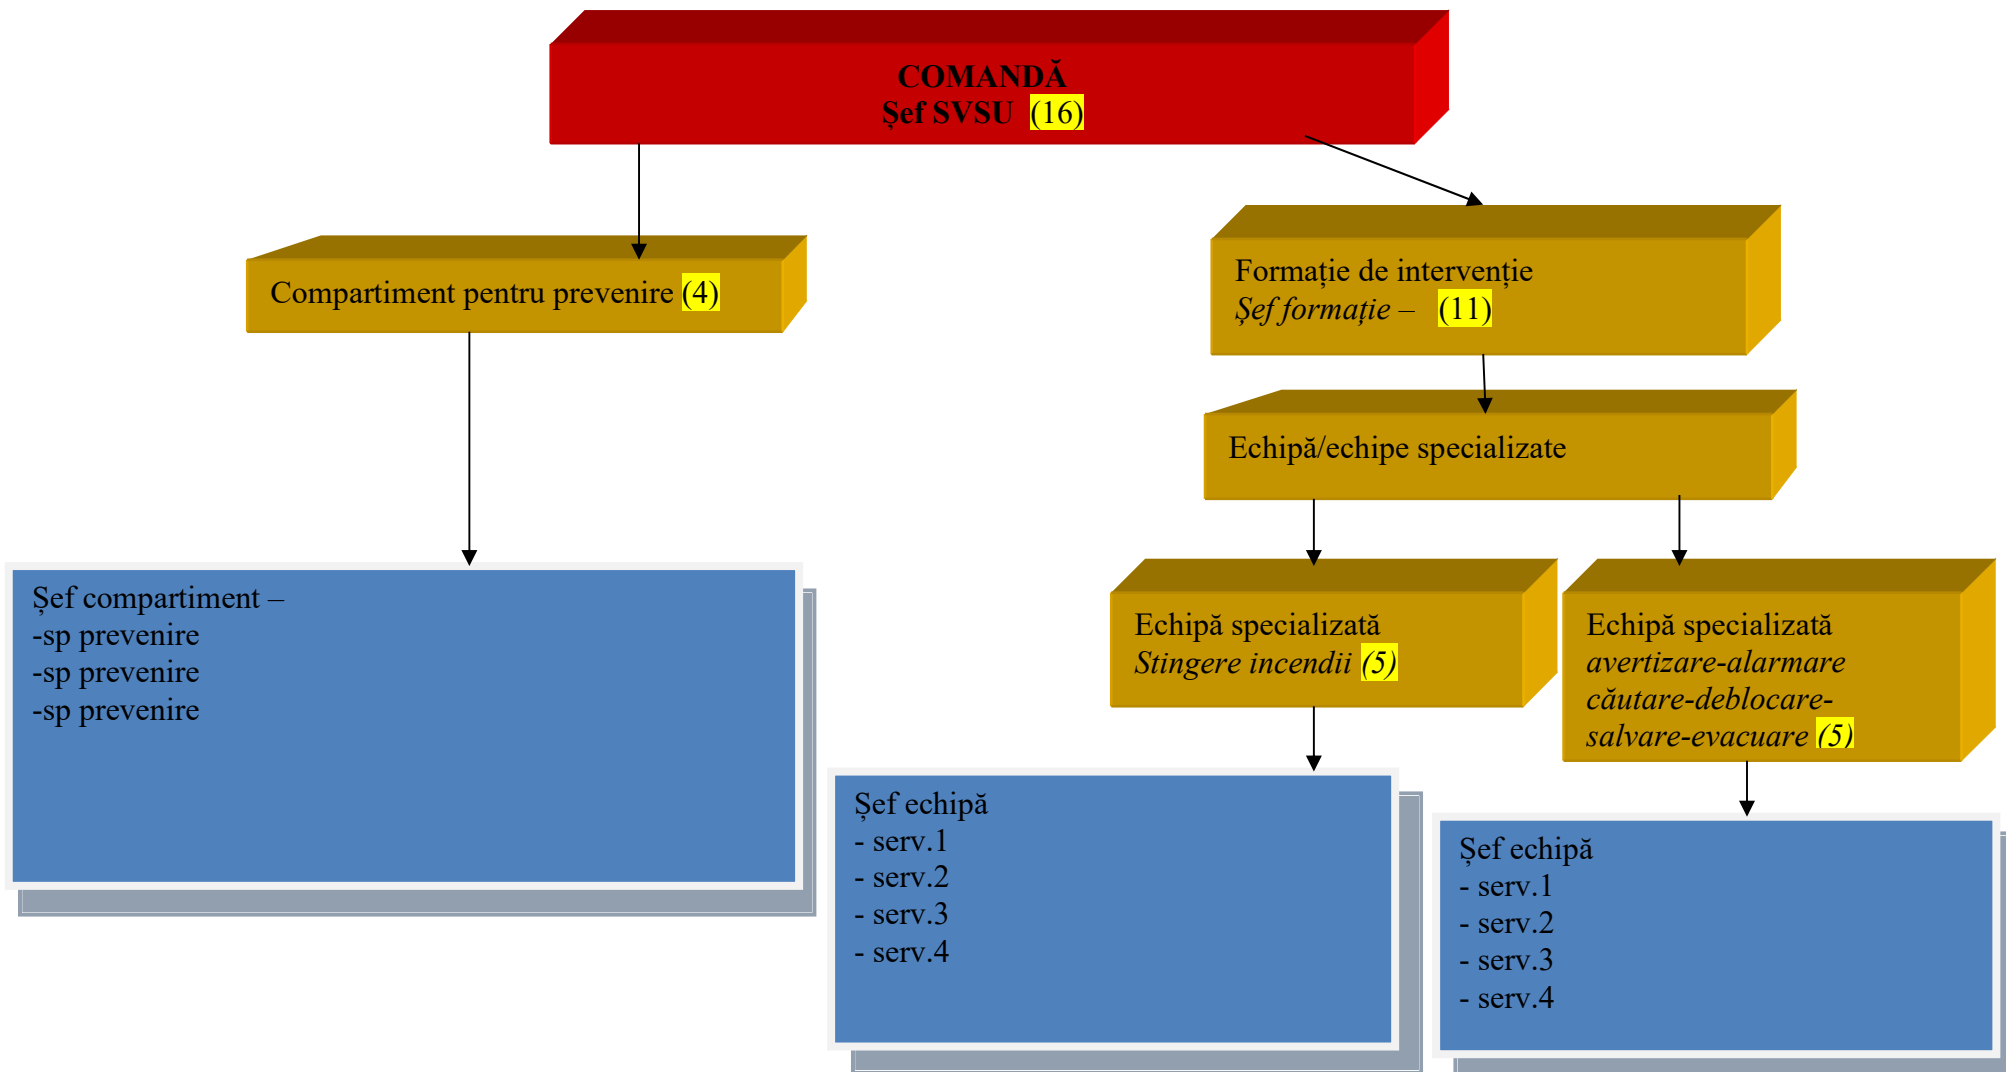 COMANDĂ
Șef SVSU (16)
Compartiment pentru prevenire (4)
Formație de intervenție
Șef formație – (11)
Echipă/echipe specializate
Șef compartiment –
-sp prevenire
-sp prevenire
-sp prevenire
Echipă specializată
Stingere incendii (5)
Echipă specializată
avertizare-alarmare
căutare-deblocare-
salvare-evacuare (5)
Șef echipă
- serv.1
- serv.2
- serv.3
- serv.4
Șef echipă
- serv.1
- serv.2
- serv.3
- serv.4